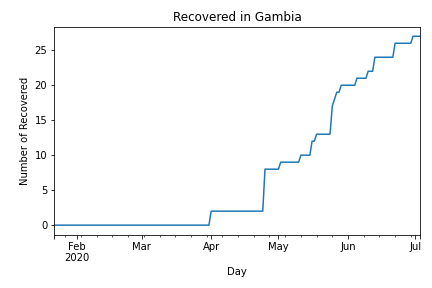 Recovered in Gambia
Number of Recovered
25
20
15
10
5
0
Feb
2020
Mar
Apr
May
Jun
Jul
Day